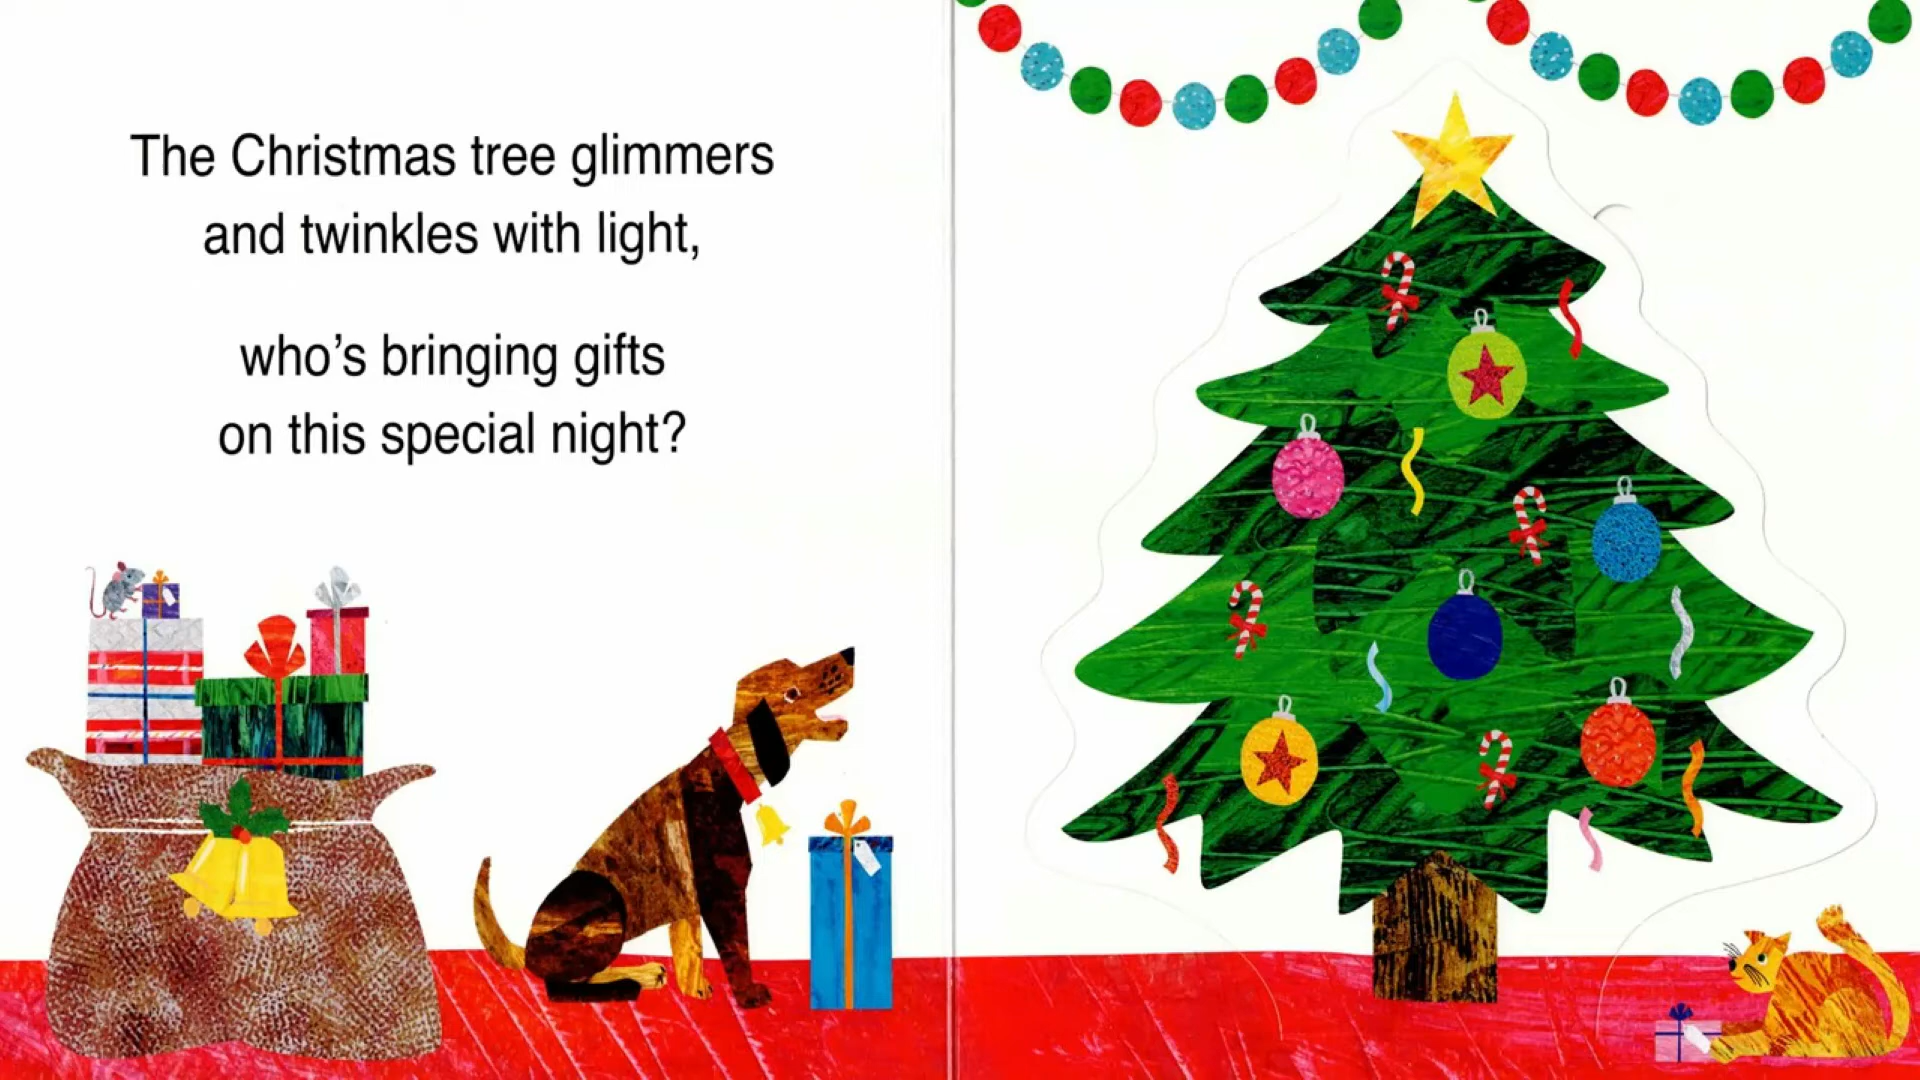 The Christmas tree glimmers
and twinkles with light,
who’s bringing gifts
on this special night?